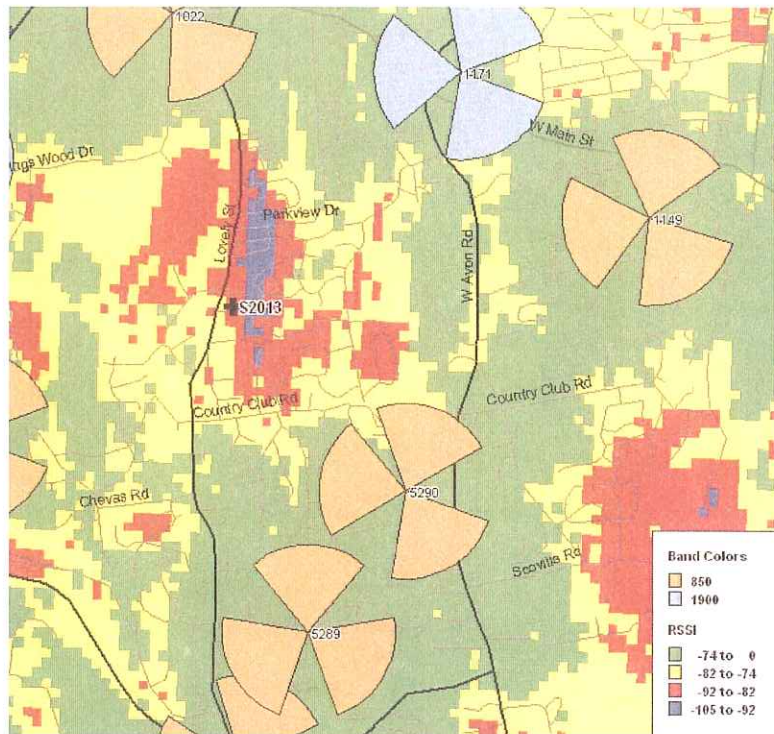 1022
1171
W Main St
ngs Wood Dr
1149
Parkview Dr
Lovely St
W Avon Rd
S2013
Country Club Rd
Country Club Rd
5290
Chevas Rd
Scoville Rd
5289
Band Colors
850
1900
RSSI
-74 to 0
-82 to -74
-92 to -82
-105 to -92